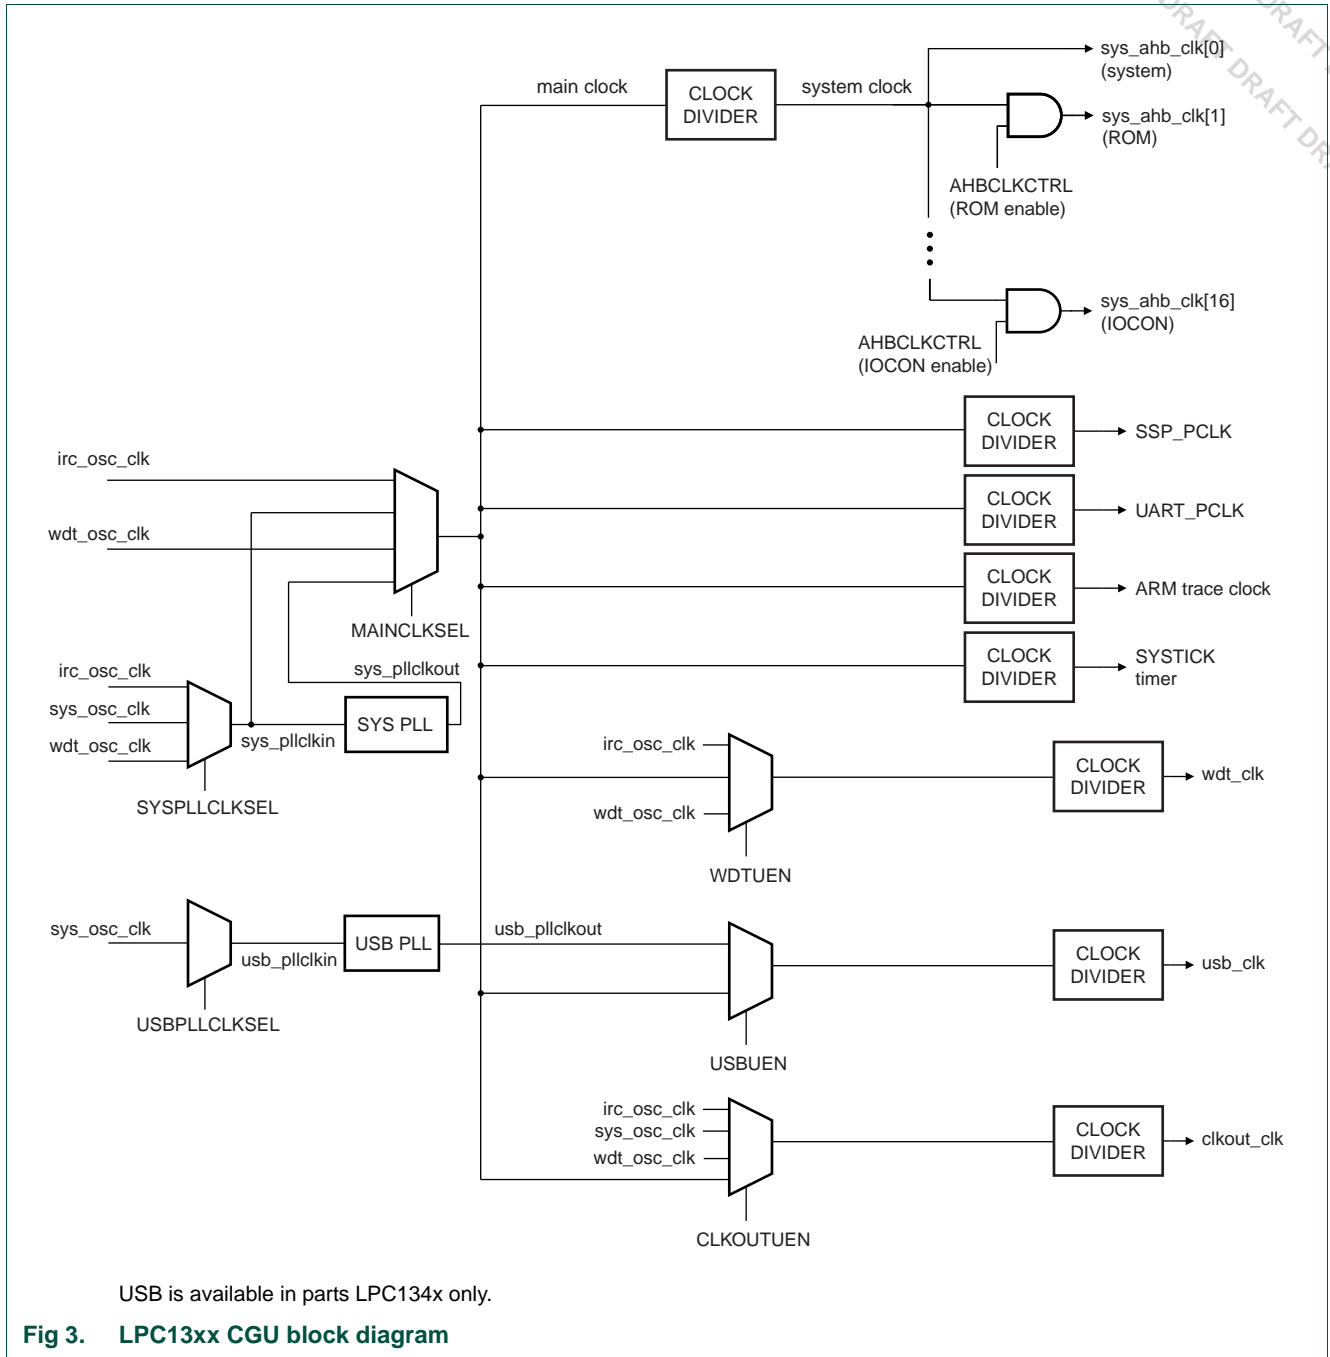 DRAFT DRAFT DRAFT DRA
DRAFT
sys_ahb_clk[0]
(system)
main clock
CLOCK
DIVIDER
system clock
sys_ahb_clk[1]
(ROM)
AHBCLKCTRL
(ROM enable)
sys_ahb_clk[16]
(IOCON)
AHBCLKCTRL
(IOCON enable)
CLOCK
DIVIDER
SSP_PCLK
irc_osc_clk
CLOCK
DIVIDER
UART_PCLK
wdt_osc_clk
CLOCK
DIVIDER
ARM trace clock
MAINCLKSEL
CLOCK
DIVIDER
SYSTICK
timer
irc_osc_clk
sys_pllclkout
sys_osc_clk
SYS PLL
wdt_osc_clk
sys_pllclkin
SYSPLLCLKSEL
irc_osc_clk
wdt_osc_clk
CLOCK
DIVIDER
wdt_clk
WDTUEN
sys_osc_clk
USB PLL
usb_pllclkout
usb_pllclkin
CLOCK
DIVIDER
usb_clk
USBPLLCLKSEL
USBUEN
irc_osc_clk
sys_osc_clk
wdt_osc_clk
CLOCK
DIVIDER
clkout_clk
CLKOUTUEN
USB is available in parts LPC134x only.
Fig 3. LPC13xx CGU block diagram